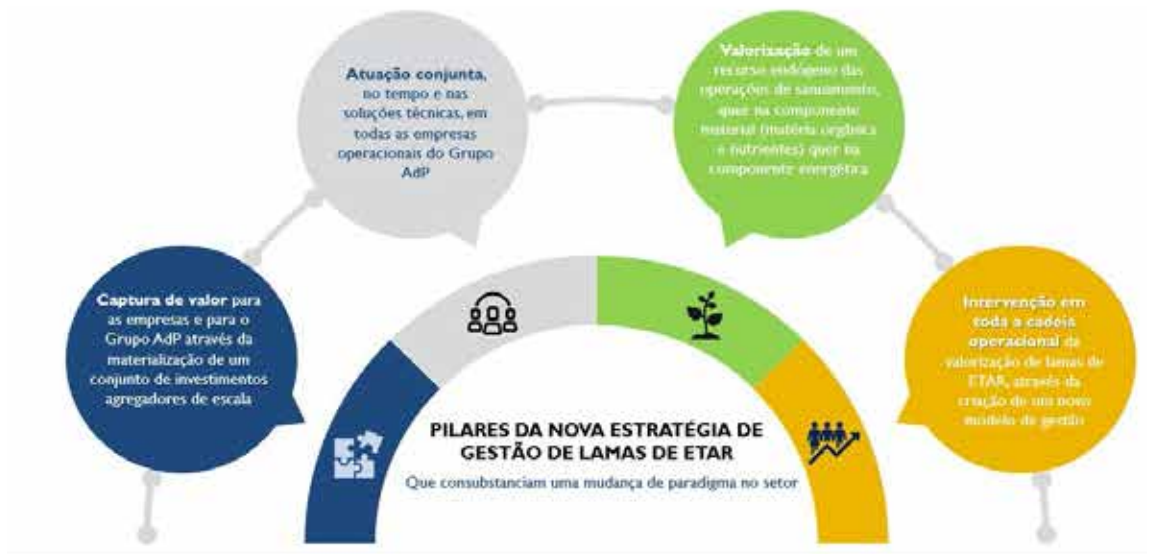 Captura de valor para
as empresas e para o
Grupo AdP através da
materialização de um
conjunto de investimentos
agregadores de escala
Atuação conjunta,
no tempo e nas
soluções técnicas, em
todas as empresas
operacionais do Grupo
AdP
Valorização de um
recurso endógeno das
operações de saneamento,
quer na componente
material (matéria orgânica
e nutrientes) quer na
componente energética
Intervenção em
toda a cadeia
operacional da
valorização de lamas de
ETAR, através da
criação de um novo
modelo de gestão
PILARES DA NOVA ESTRATÉGIA DE
GESTÃO DE LAMAS DE ETAR
Que consubstanciam uma mudança de paradigma no setor